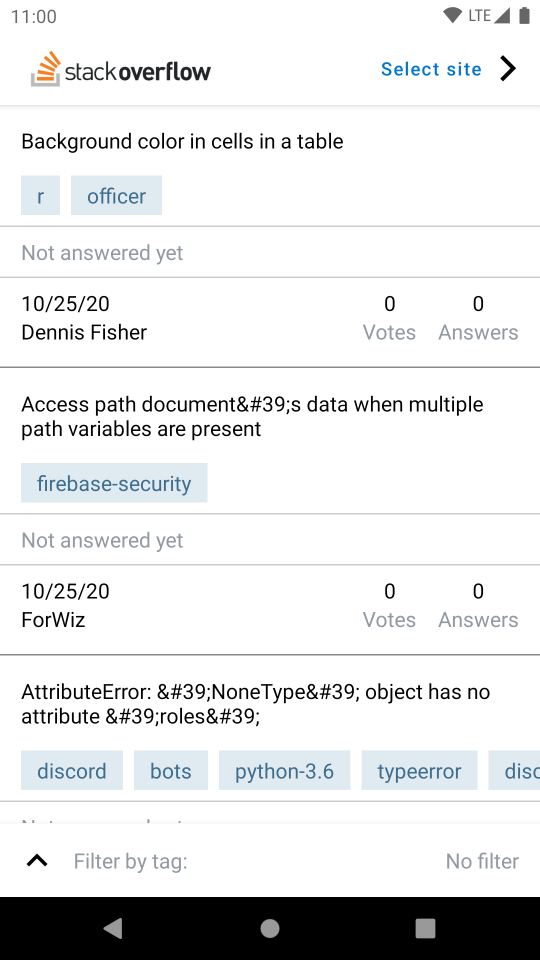 11:00
LTE
stackoverflow
Select site
Background color in cells in a table
r officer
Not answered yet
10/25/20 0 0
Dennis Fisher Votes Answers
Access path document&#39;s data when multiple
path variables are present
firebase-security
Not answered yet
10/25/20 0 0
ForWiz Votes Answers
AttributeError: &#39;NoneType&#39; object has no
attribute &#39;roles&#39;
discord bots python-3.6 typeerror disc
Filter by tag: No filter